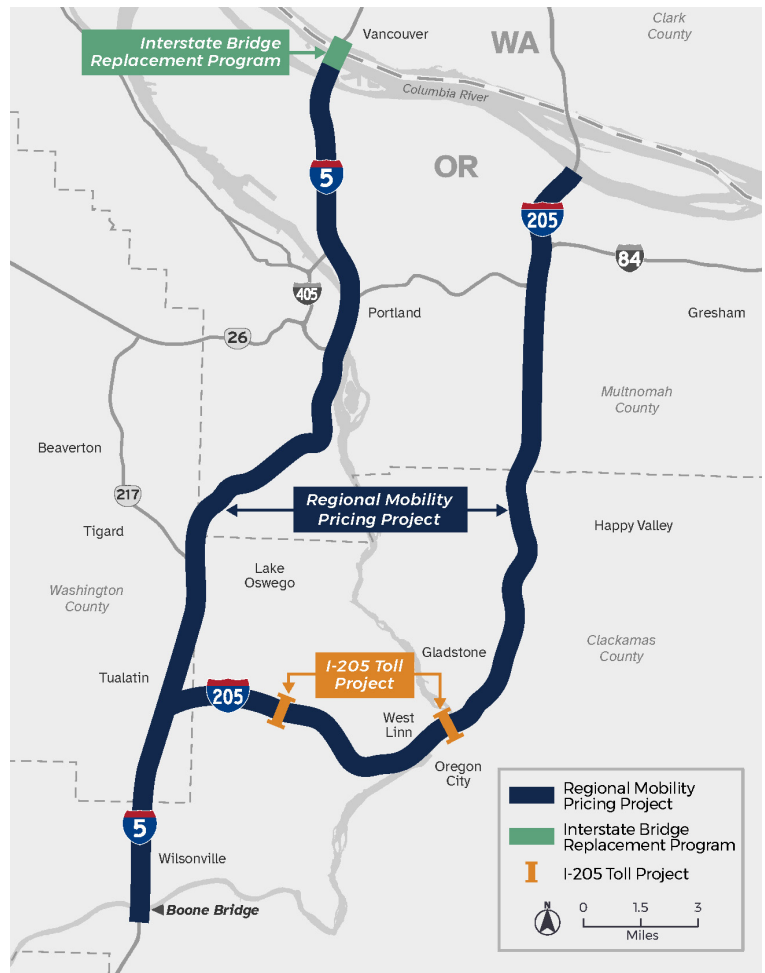 Interstate Bridge
Replacement Program
Vancouver
WA
Clark
County
Columbia River
OR
5
205
84
405
Portland
Gresham
26
Multnomah
County
Beaverton
217
Regional Mobility
Pricing Project
Tigard
Happy Valley
Lake
Oswego
Washington
County
Clackamas
County
Gladstone
I-205 Toll
Project
Tualatin
205
West
Linn
Oregon
City
5
Wilsonville
Boone Bridge
Regional Mobility
Pricing Project
Interstate Bridge
Replacement Program
I-205 Toll Project
N
0 1.5 3
Miles